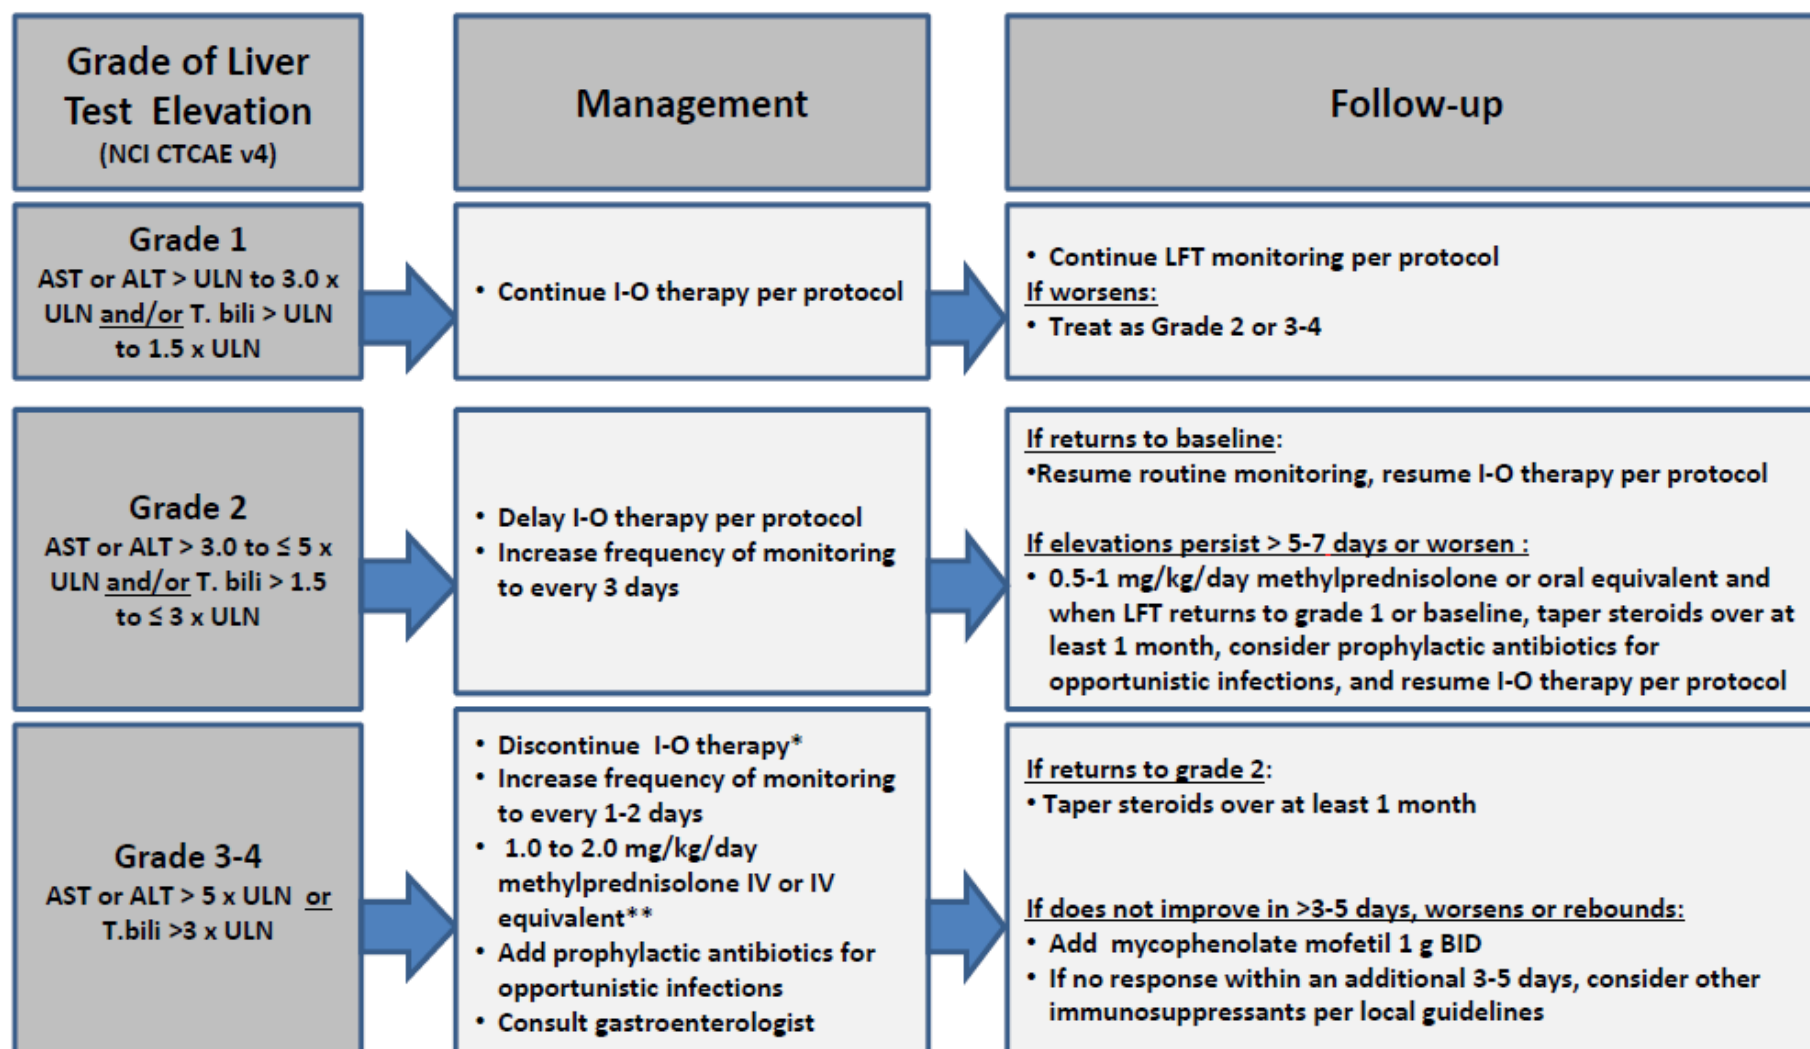 Grade of Liver
Test Elevation
(NCI CTCAE v4)
Management
Follow-up
Grade 1
AST or ALT > ULN to 3.0 x
ULN and/or T. bili > ULN
to 1.5 x ULN
• Continue I-O therapy per protocol
• Continue LFT monitoring per protocol
If worsens:
• Treat as Grade 2 or 3-4
Grade 2
AST or ALT > 3.0 to ≤ 5 x
ULN and/or T. bili > 1.5
to ≤ 3 x ULN
• Delay I-O therapy per protocol
• Increase frequency of monitoring
to every 3 days
If returns to baseline:
•Resume routine monitoring, resume I-O therapy per protocol
If elevations persist > 5-7 days or worsen :
• 0.5-1 mg/kg/day methylprednisolone or oral equivalent and
when LFT returns to grade 1 or baseline, taper steroids over at
least 1 month, consider prophylactic antibiotics for
opportunistic infections, and resume I-O therapy per protocol
Grade 3-4
AST or ALT > 5 x ULN or
T.bili >3 x ULN
• Discontinue I-O therapy*
• Increase frequency of monitoring
to every 1-2 days
• 1.0 to 2.0 mg/kg/day
methylprednisolone IV or IV
equivalent**
• Add prophylactic antibiotics for
opportunistic infections
• Consult gastroenterologist
If returns to grade 2:
• Taper steroids over at least 1 month
If does not improve in >3-5 days, worsens or rebounds:
• Add mycophenolate mofetil 1 g BID
• If no response within an additional 3-5 days, consider other
immunosuppressants per local guidelines